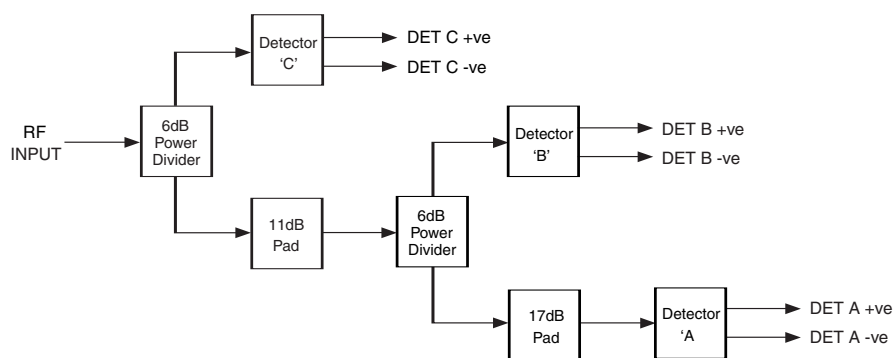 RF
INPUT
6dB
Power
Divider
Detector
‘C’
DET C +ve
DET C -ve
11dB
Pad
6dB
Power
Divider
Detector
‘B’
DET B +ve
DET B -ve
17dB
Pad
Detector
‘A
DET A +ve
DET A -ve